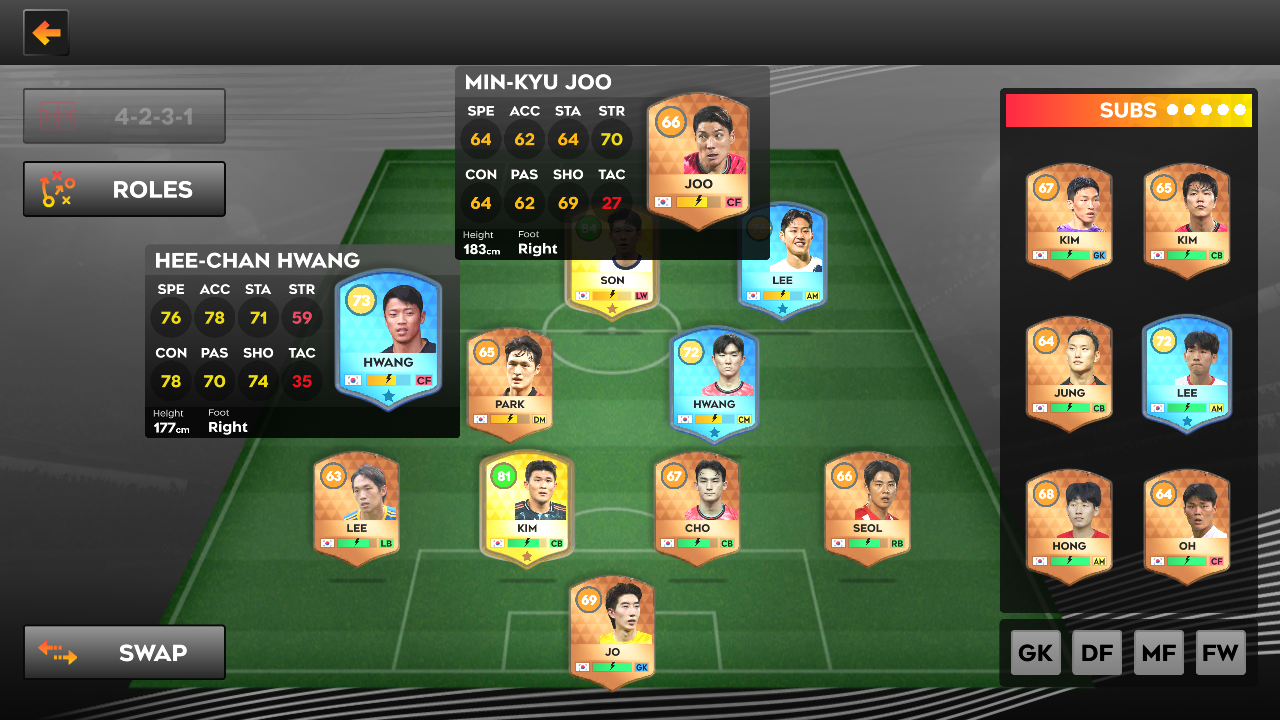 4-2-3-1
ROLES
SWAP
MIN-KYU JOO
SPE ACC STA STR
64 62 64 70
CON PAS SHO TAC
64 62 69 27
Height Foot
183cm Right
66
JOO
CF
HEE-CHAN HWANG
SPE ACC STA STR
76 78 71 59
CON PAS SHO TAC
78 70 74 35
Height Foot
177cm Right
73
HWANG
CF
84
SON
LW
LEE
AM
65
PARK
DM
72
HWANG
CM
63
LEE
LB
81
KIM
CB
67
CHO
CB
66
SEOL
RB
69
JO
GK
SUBS
67
KIM
GK
65
KIM
CB
64
JUNG
CB
72
LEE
AM
68
HONG
AM
64
OH
CF
GK DF MF FW